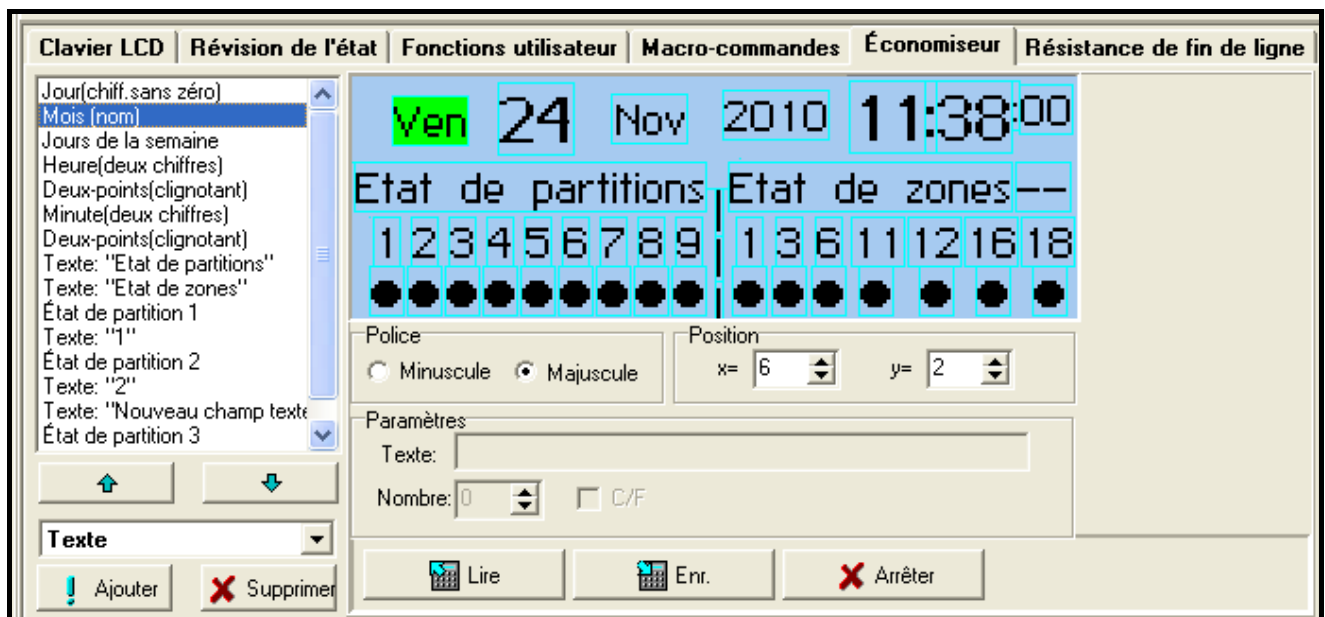 Clavier LCD Révision de l'état Fonctions utilisateur Macro-commandes Économiseur Résistance de fin de ligne
Jour(chiff.sans zéro)
Mois (nom)
Jours de la semaine
Heure(deux chiffres)
Deux-points(clignotant)
Minute(deux chiffres)
Deux-points(clignotant)
Texte: "Etat de partitions"
Texte: "Etat de zones"
État de partition 1
Texte: "1"
État de partition 2
Texte: "2"
Texte: "Nouveau champ texte
État de partition 3
Texte
Ajouter Supprimer
Ven 24 Nov 2010 11:38:00
Etat de partitions Etat de zones--
1 2 3 4 5 6 7 8 9 1 3 6 11 12 16 18
Police
Minuscule Majuscule
Position
x= 6 y= 2
Paramètres
Texte:
Nombre: 0 C/F
Lire Enr. Arrêter